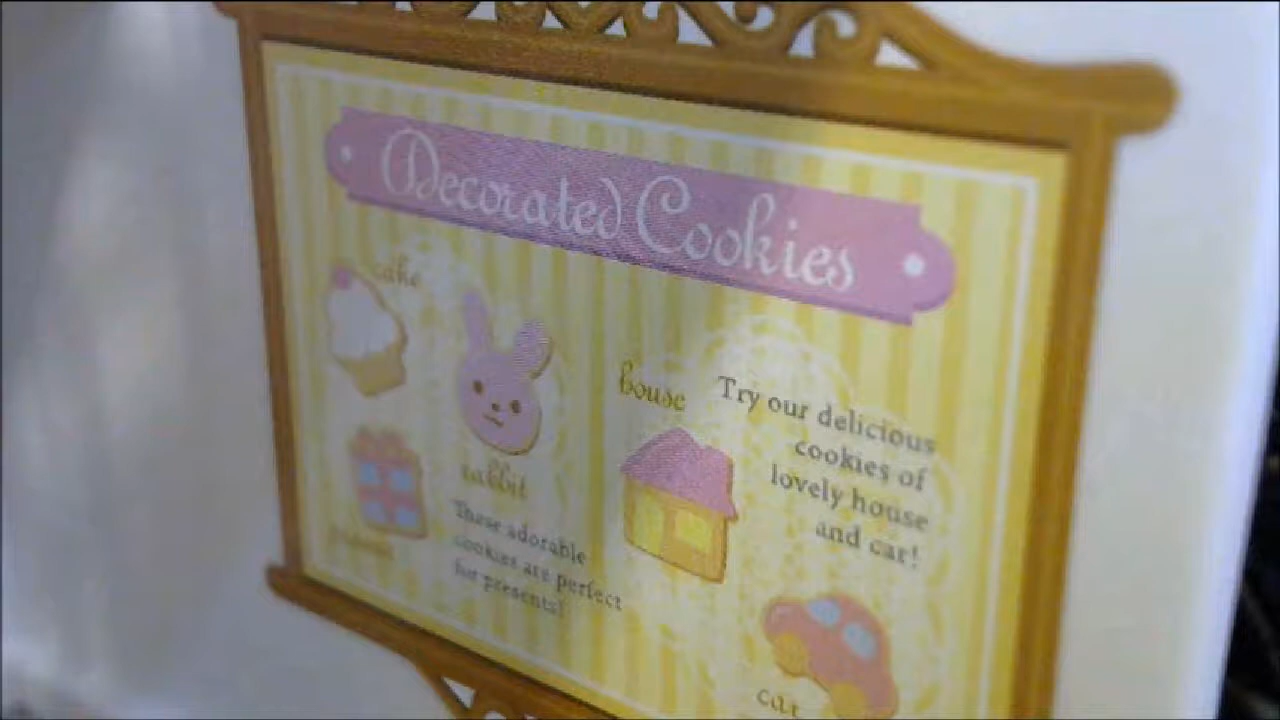 Decorated Cookies
cake
rabbit
These adorable
cookies are perfect
for presents!
house
Try our delicious
cookies of
lovely house
and car!
car